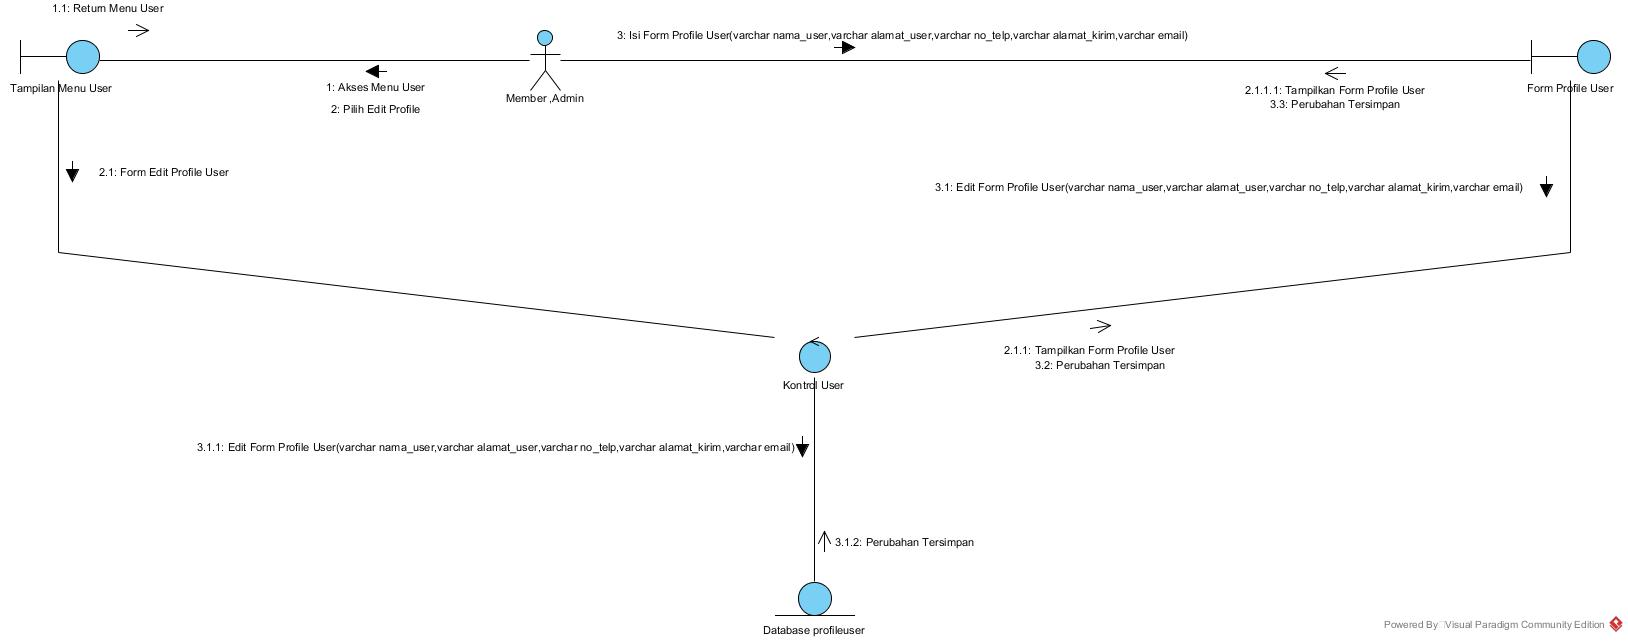 1.1: Return Menu User
3: Isi Form Profile User(varchar nama_user,varchar alamat_user,varchar no_telp,varchar alamat_kirim,varchar email)
Tampilan Menu User
1: Akses Menu User
2: Pilih Edit Profile
Member ,Admin
2.1.1.1: Tampilkan Form Profile User
3.3: Perubahan Tersimpan
Form Profile User
2.1: Form Edit Profile User
3.1: Edit Form Profile User(varchar nama_user,varchar alamat_user,varchar no_telp,varchar alamat_kirim,varchar email)
2.1.1: Tampilkan Form Profile User
3.2: Perubahan Tersimpan
Kontrol User
3.1.1: Edit Form Profile User(varchar nama_user,varchar alamat_user,varchar no_telp,varchar alamat_kirim,varchar email)
3.1.2: Perubahan Tersimpan
Database profileuser
Powered By Visual Paradigm Community Edition